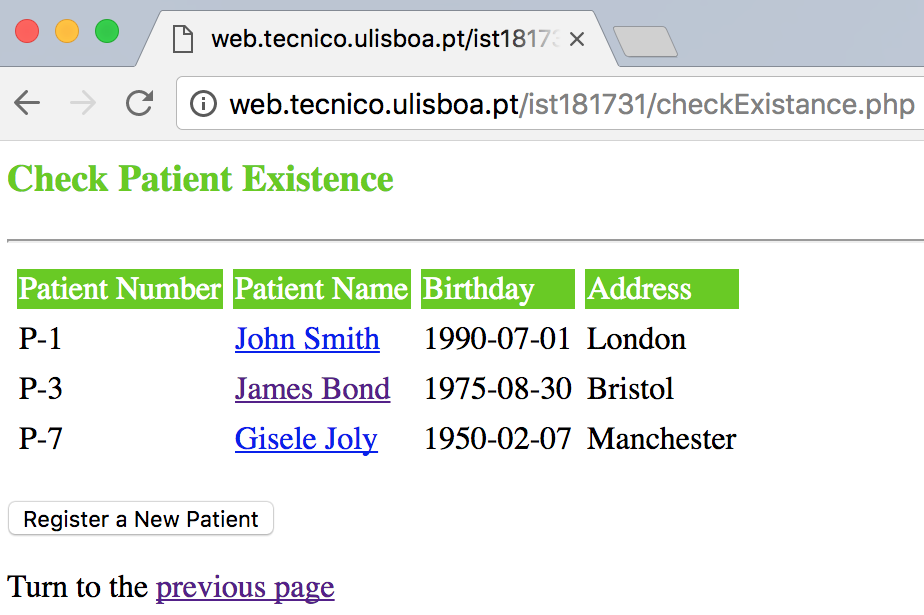 web.tecnico.ulisboa.pt/ist18173
web.tecnico.ulisboa.pt/ist181731/checkExistance.php
Check Patient Existence
Patient Number Patient Name Birthday Address
P-1 John Smith 1990-07-01 London
P-3 James Bond 1975-08-30 Bristol
P-7 Gisele Joly 1950-02-07 Manchester
Register a New Patient
Turn to the previous page